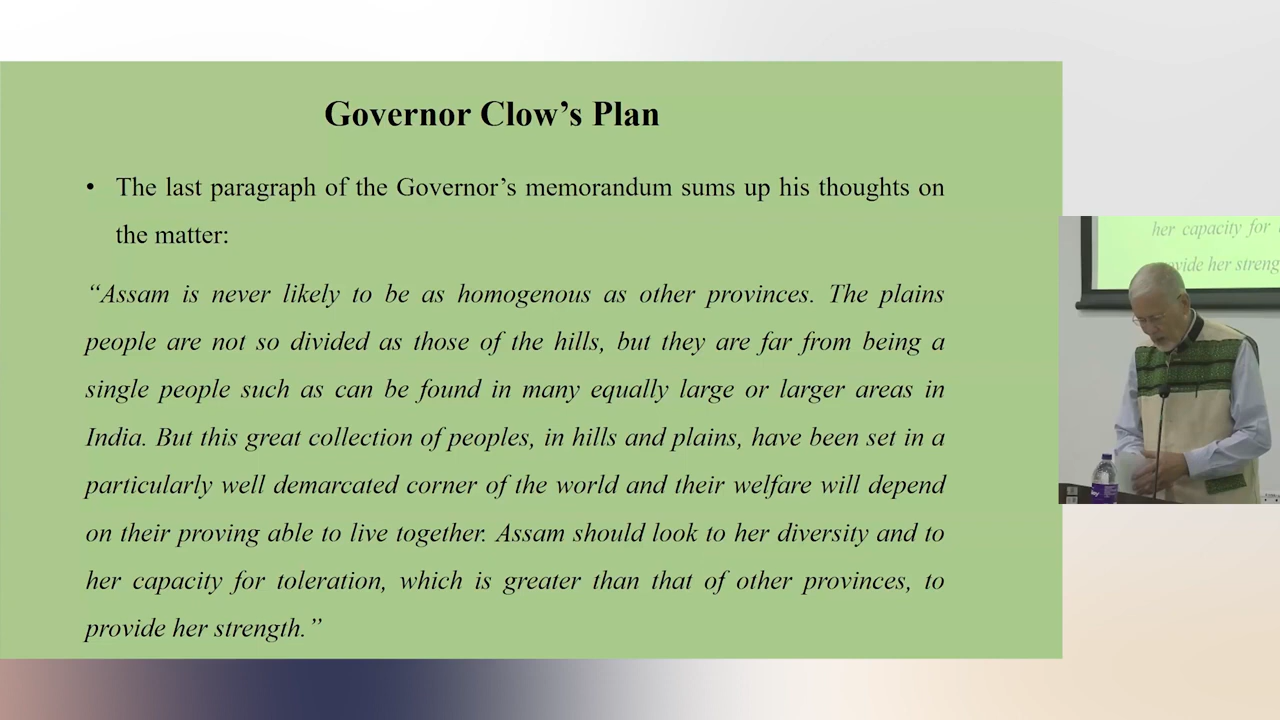 Governor Clow’s Plan
• The last paragraph of the Governor’s memorandum sums up his thoughts on
the matter:
“Assam is never likely to be as homogenous as other provinces. The plains
people are not so divided as those of the hills, but they are far from being a
single people such as can be found in many equally large or larger areas in
India. But this great collection of peoples, in hills and plains, have been set in a
particularly well demarcated corner of the world and their welfare will depend
on their proving able to live together. Assam should look to her diversity and to
her capacity for toleration, which is greater than that of other provinces, to
provide her strength.”
her capacity for
her streng